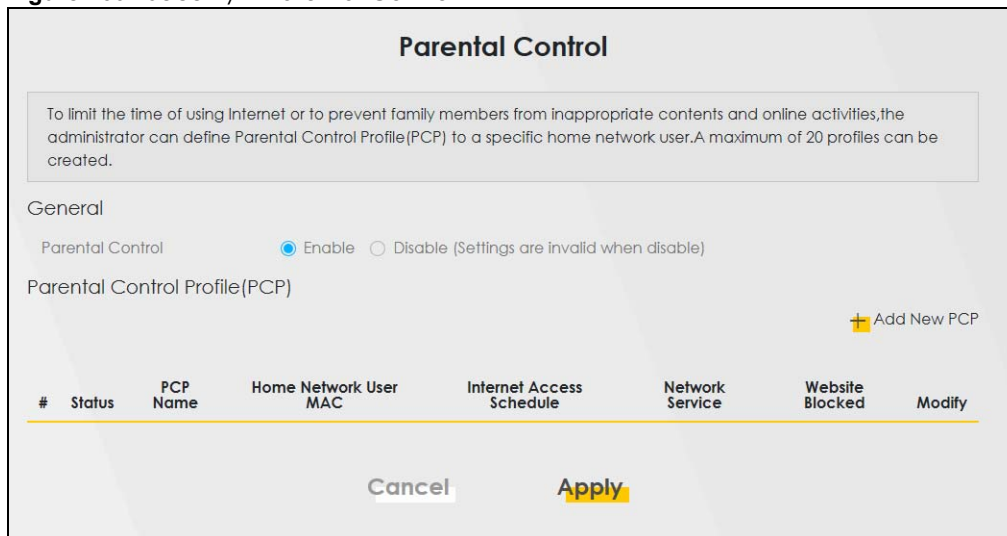 Parental Control
To limit the time of using Internet or to prevent family members from inappropriate contents and online activities,the
administrator can define Parental Control Profile(PCP) to a specific home network user.A maximum of 20 profiles can be
created.
General
Parental Control Enable Disable (Settings are invalid when disable)
Parental Control Profile(PCP)
+ Add New PCP
# Status PCP Name Home Network User MAC Internet Access Schedule Network Service Website Blocked Modify
Cancel Apply